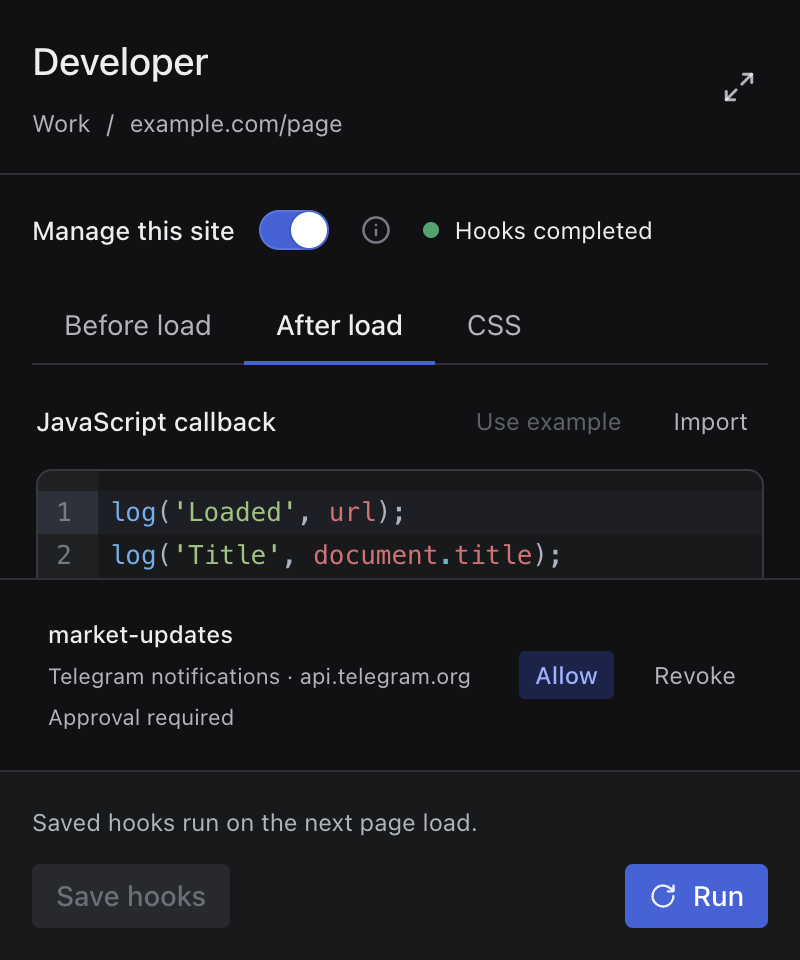 Developer
Work / example.com/page
Manage this site Hooks completed
Before load After load CSS
JavaScript callback Use example Import
1 log('Loaded', url);
2 log('Title', document.title);
market-updates
Telegram notifications · api.telegram.org Allow Revoke
Approval required
Saved hooks run on the next page load.
Save hooks Run